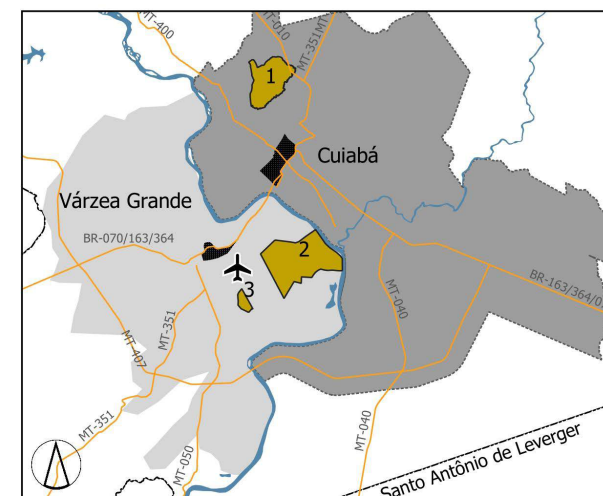 MT-400
MT-010
MT-351
MT
1
Cuiabá
Várzea Grande
BR-070/163/364
2
3
MT-351
MT-407
MT-040
BR-163/364/0
MT-351
MT-050
MT-040
Santo Antônio de Leverger